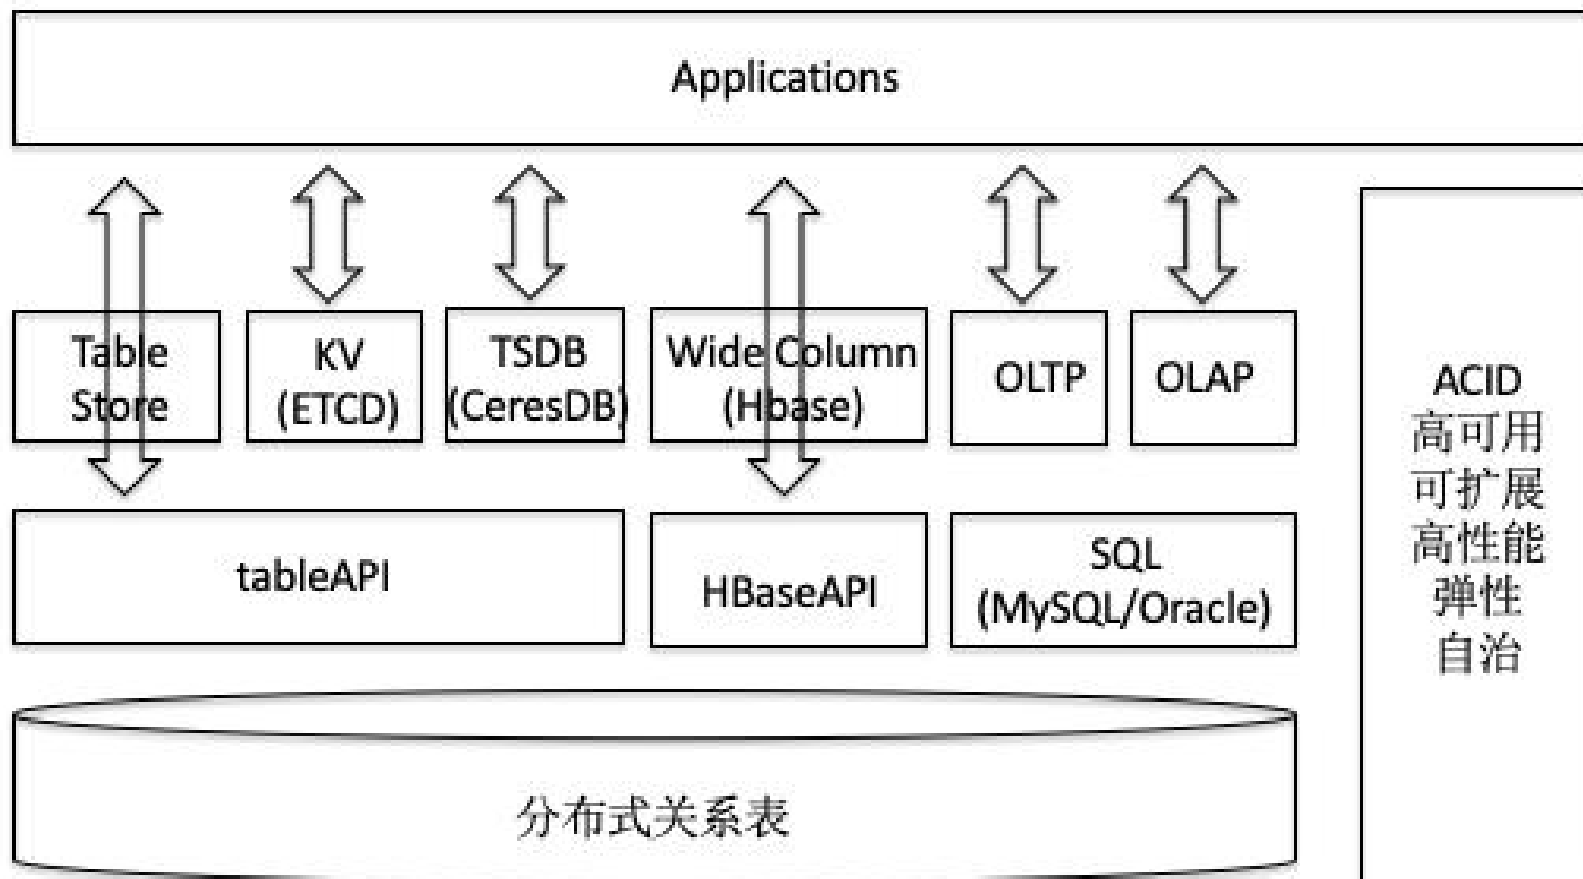 Applications
Table
Store
KV
(ETCD)
TSDB
(CeresDB)
Wide Column
(Hbase)
OLTP
OLAP
tableAPI
HBaseAPI
SQL
(MySQL/Oracle)
分布式关系表
ACID
高可用
可扩展
高性能
弹性
自治